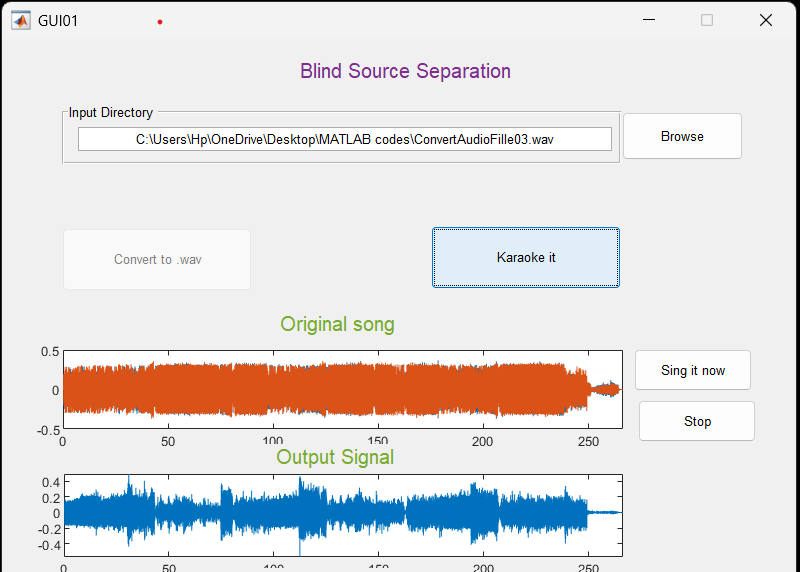 GUI01
Blind Source Separation
Input Directory
C:\Users\Hp\OneDrive\Desktop\MATLAB codes\ConvertAudioFille03.wav
Browse
Convert to .wav
Karaoke it
Original song
0.5
0
-0.5
0 50 100 150 200 250
Sing it now
Stop
Output Signal
0.4
0.2
0
-0.2
-0.4
0 50 100 150 200 250